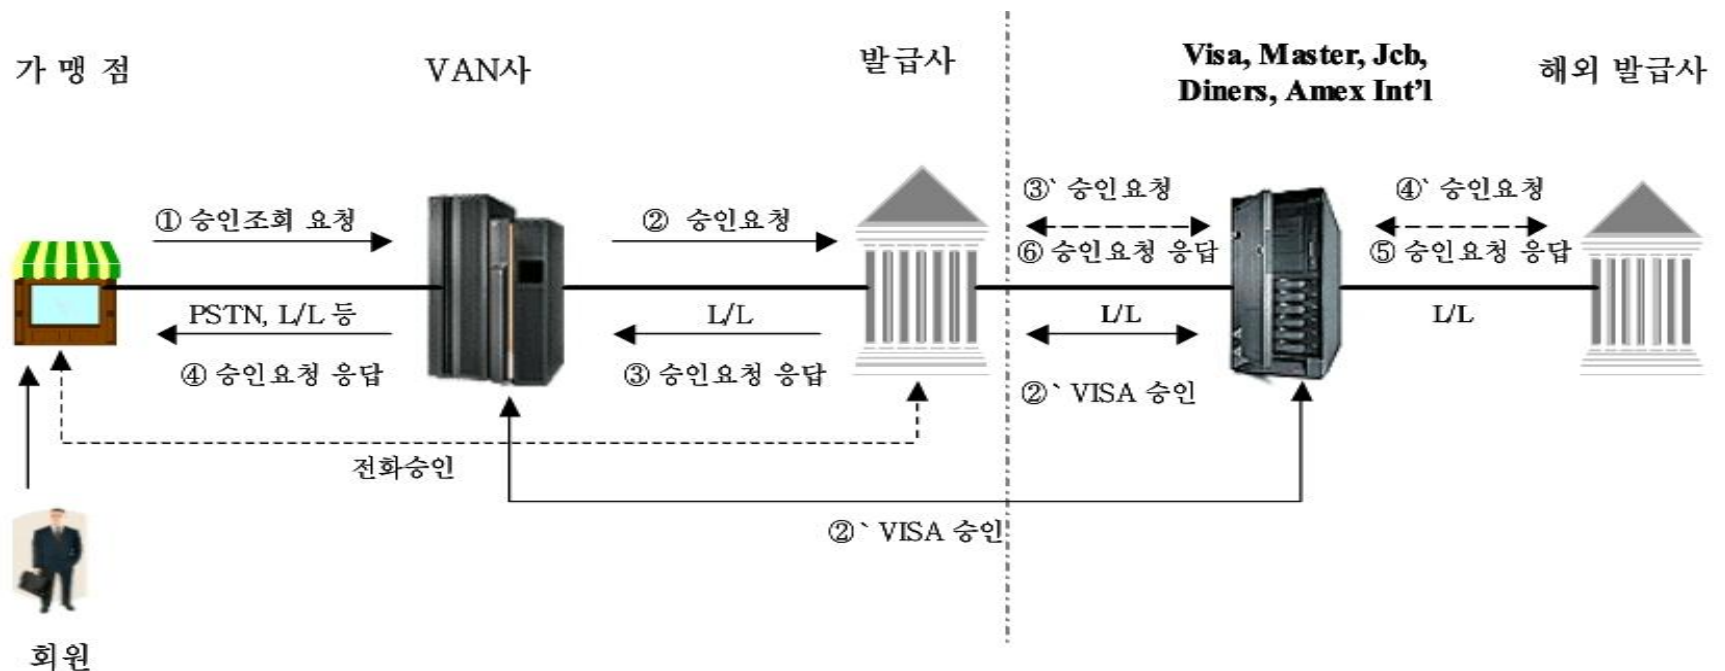 가 맹 점
VAN사
발급사
Visa, Master, Jcb,
Diners, Amex Int'l
해외 발급사
① 승인조회 요청
② 승인요청
③` 승인요청
④` 승인요청
⑥ 승인요청 응답
⑤ 승인요청 응답
PSTN, L/L 등
L/L
L/L
L/L
④ 승인요청 응답
③ 승인요청 응답
②` VISA 승인
전화승인
②` VISA 승인
회원